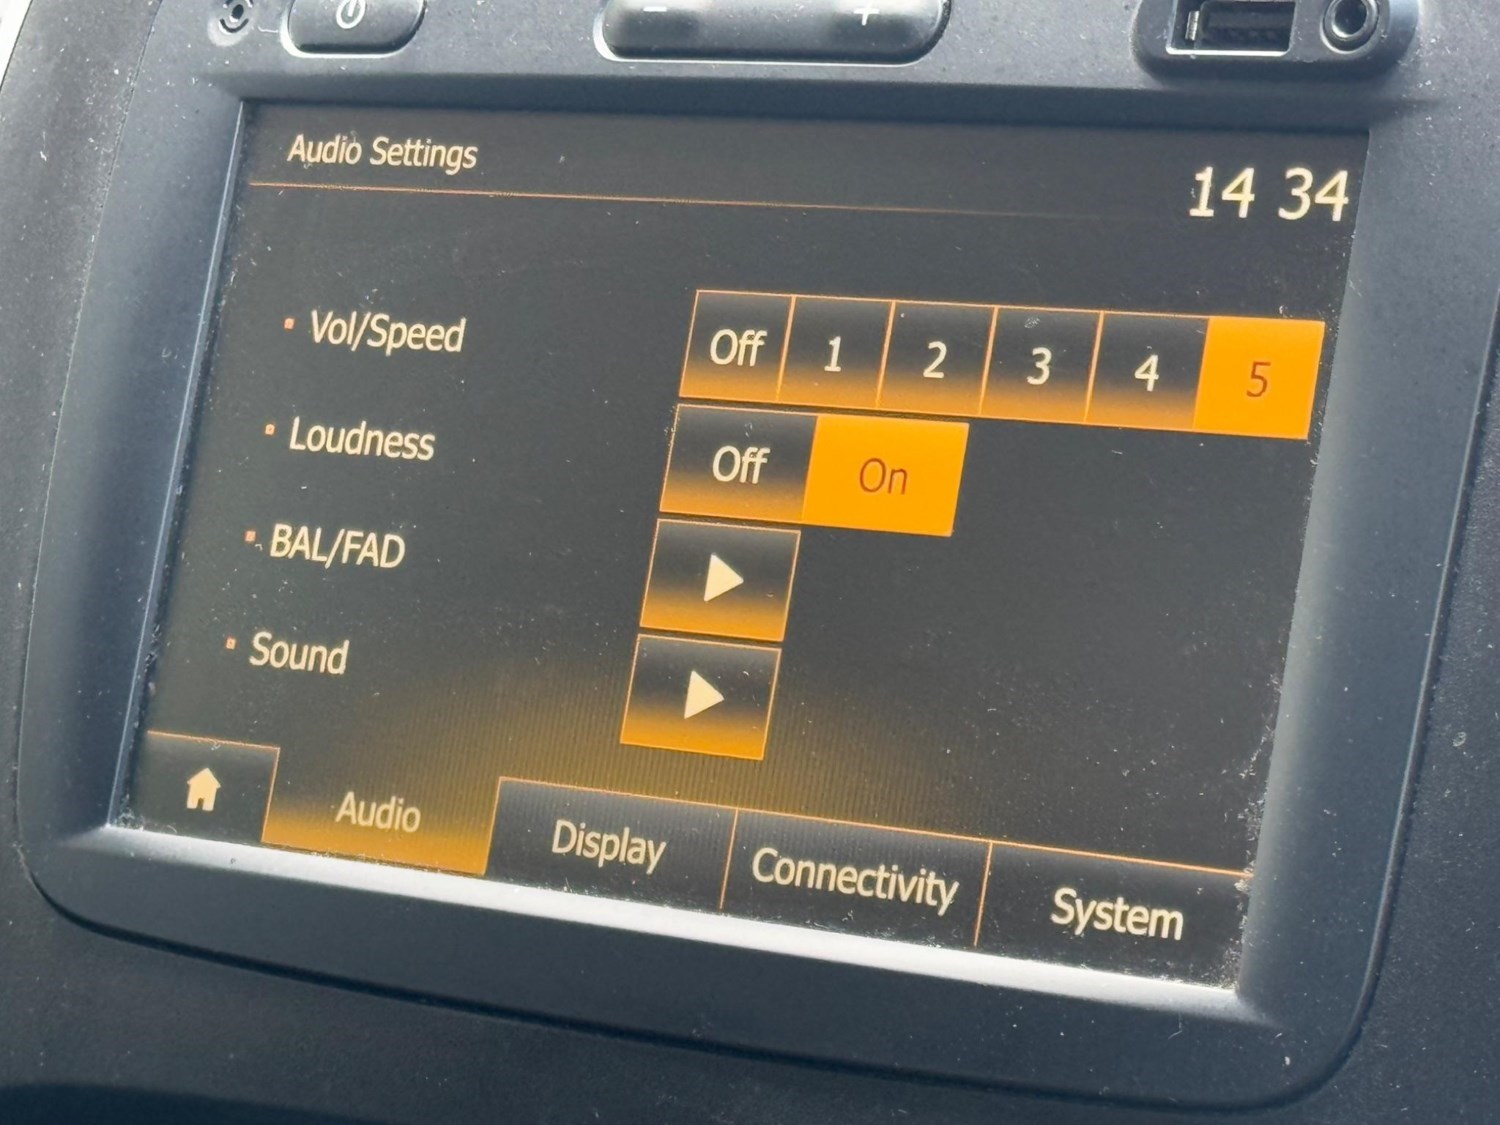 Audio Settings
14 34
Vol/Speed Off 1 2 3 4 5
Loudness Off On
BAL/FAD
Sound
Audio Display Connectivity System